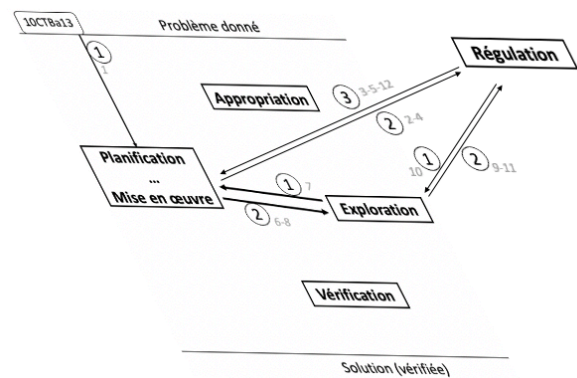 10CTBa13
Problème donné
1
1
Régulation
Appropriation
3 3-5-12
2 2-4
Planification
...
Mise en œuvre
1
10
2 9-11
1 7
2 6-8
Exploration
Vérification
Solution (vérifiée)